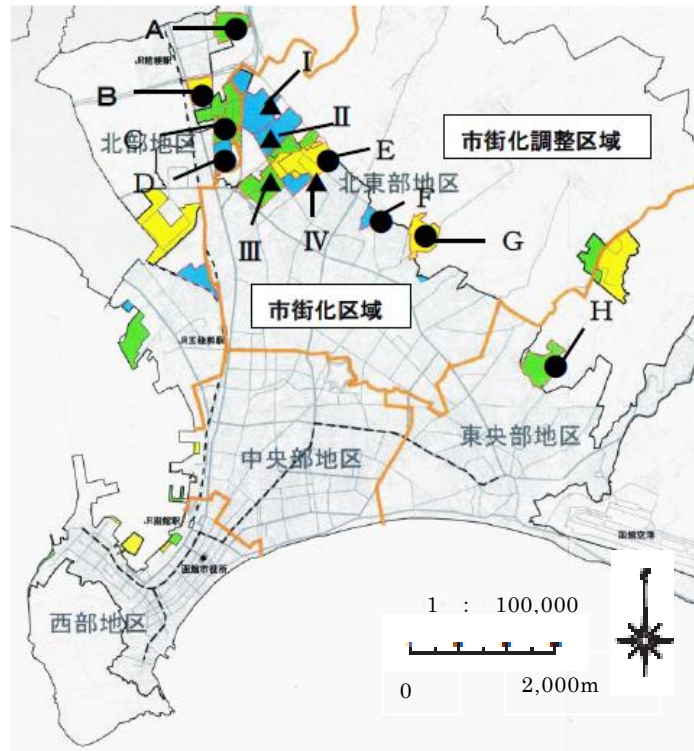 A
JR桔梗駅
I
B
II
C
市街化調整区域
E
北部地区
D
北東部地区
F
III
IV
G
市街化区域
H
JR五稜郭駅
東央部地区
中央部地区
JR函館駅
函館空港
函館市役所
1 : 100,000
西部地区
0
2,000m